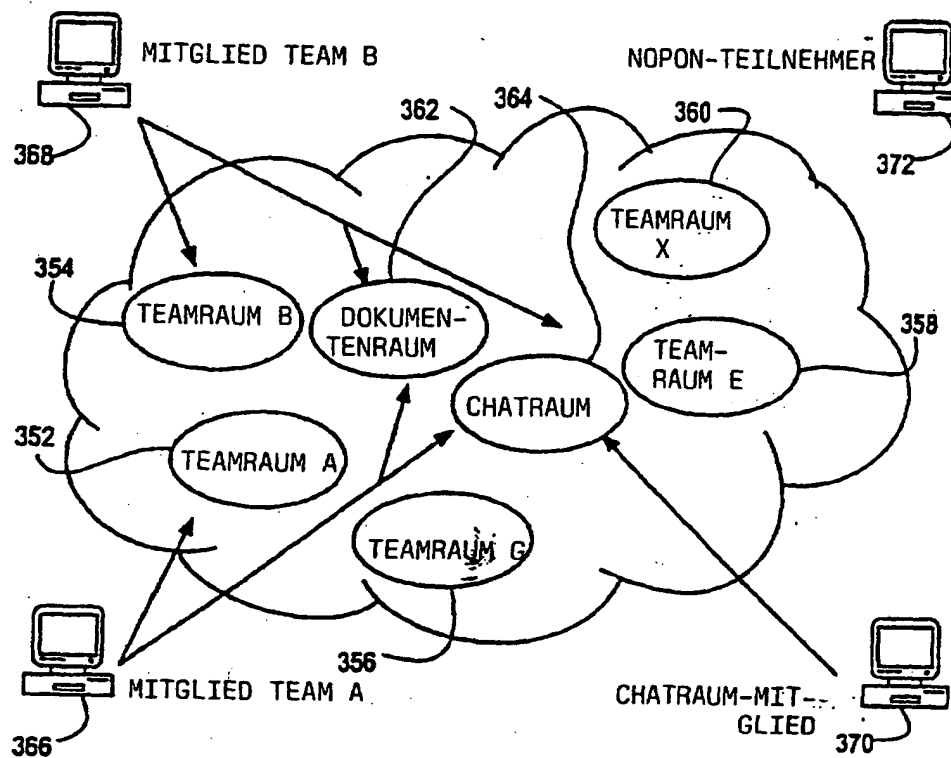 MITGLIED TEAM B
NOPON-TEILNEHMER
368
362
364
360
372
TEAMRAUM
X
354
TEAMRAUM B
DOKUMEN-
TENRAUM
358
TEAM-
RAUM E
CHATRAUM
352
TEAMRAUM A
TEAMRAUM G
356
MITGLIED TEAM A
CHATRAUM-MIT-
GLIED
366
370